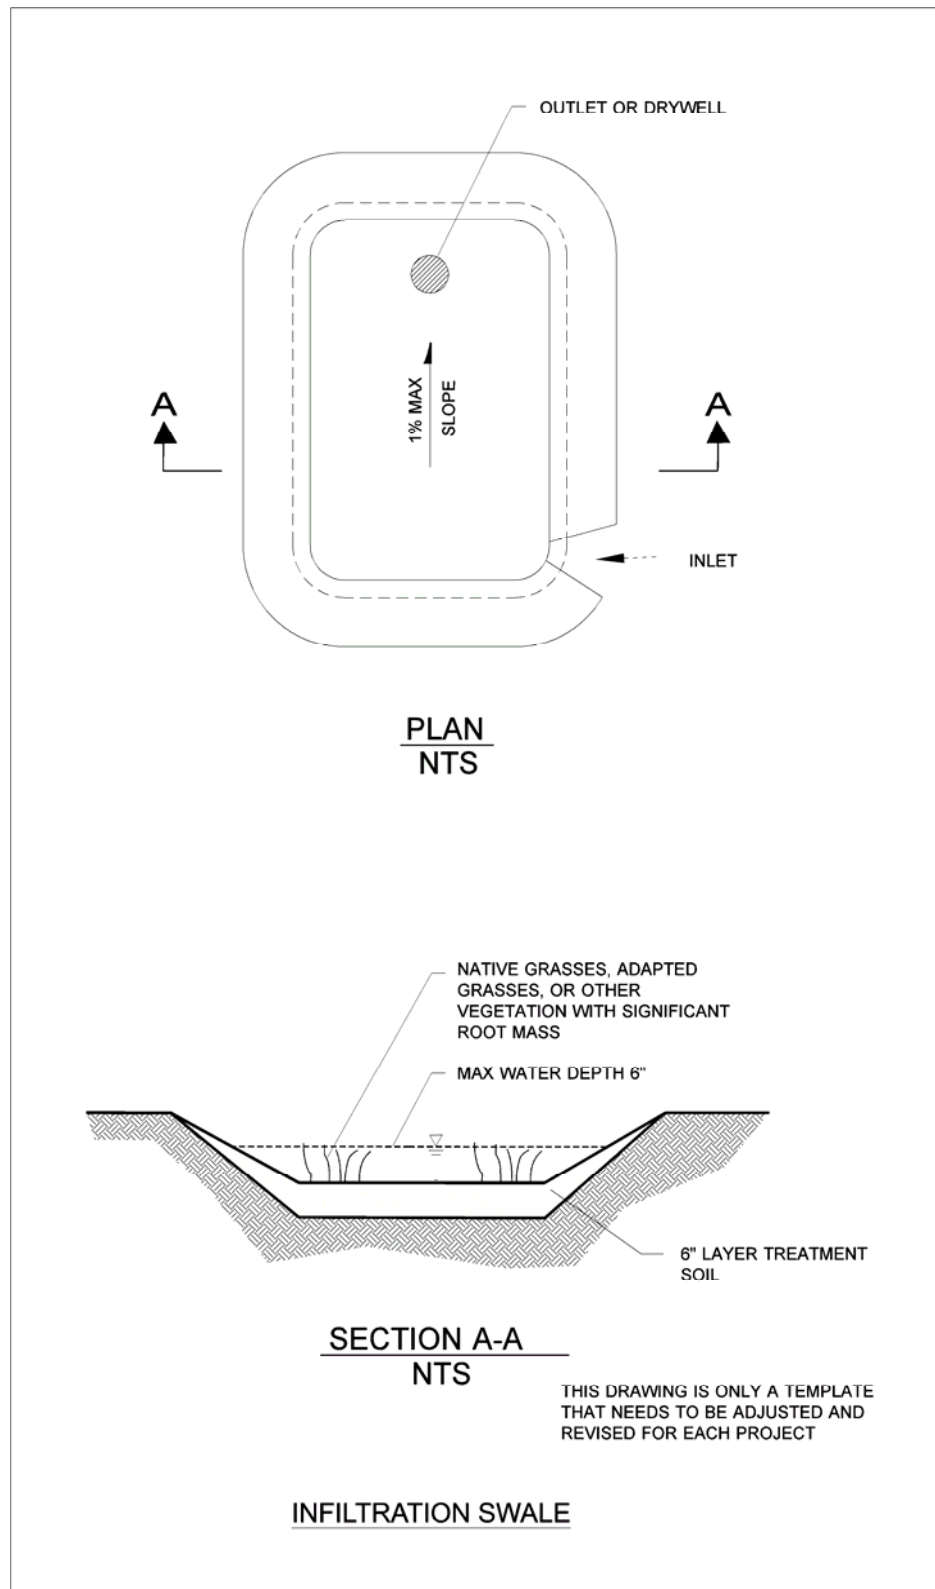 OUTLET OR DRYWELL
A
A
1% MAX
SLOPE
INLET
PLAN
NTS
NATIVE GRASSES, ADAPTED
GRASSES, OR OTHER
VEGETATION WITH SIGNIFICANT
ROOT MASS
MAX WATER DEPTH 6"
6" LAYER TREATMENT
SOIL
SECTION A-A
NTS
THIS DRAWING IS ONLY A TEMPLATE
THAT NEEDS TO BE ADJUSTED AND
REVISED FOR EACH PROJECT
INFILTRATION SWALE